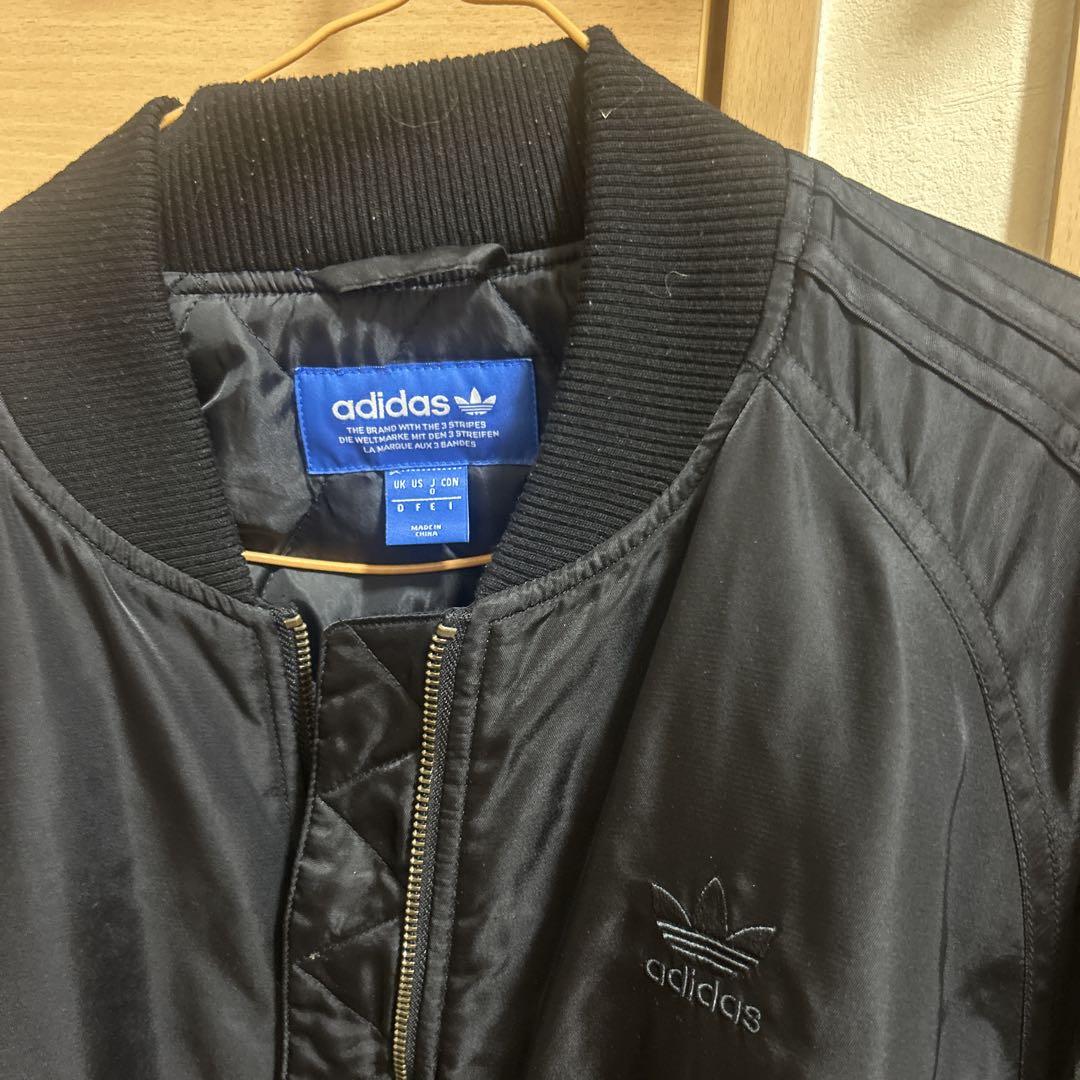 adidas
THE BRAND WITH THE 3 STRIPES
DIE WELTMARKE MIT DEN 3 STREIFEN
LA MARQUE AUX 3 BANDES
UK US J CDN
O
D F E I
MADE IN
CHINA
adidas